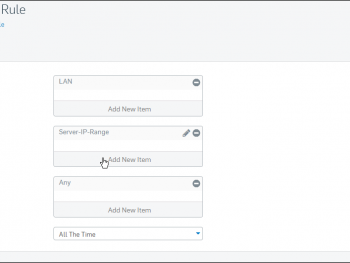 Rule
LAN
Add New Item
Server-IP-Range
Add New Item
Any
Add New Item
All The Time